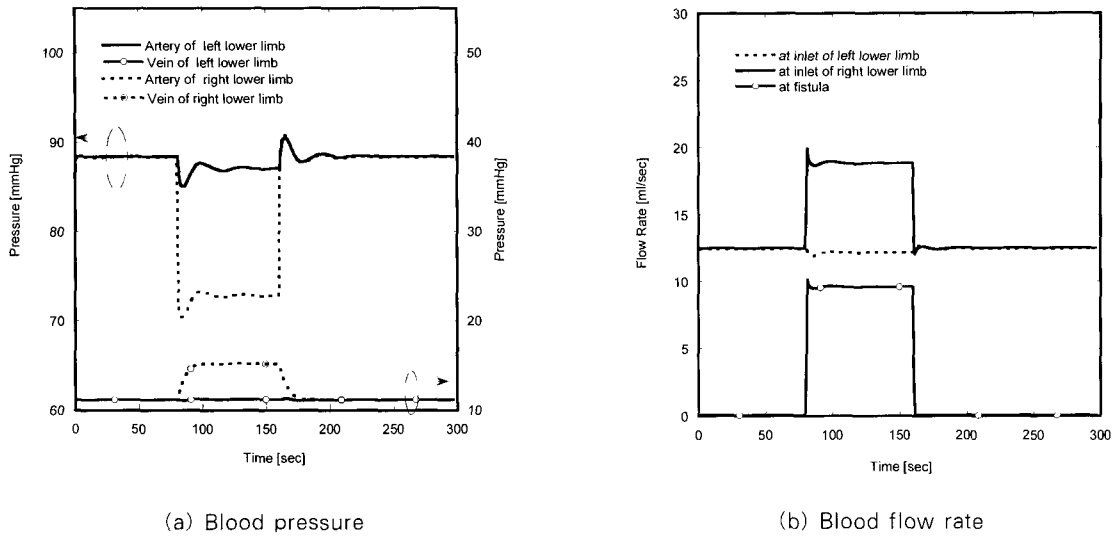 Artery of left lower limb
Vein of left lower limb
Artery of right lower limb
Vein of right lower limb
100
90
80
70
60
Pressure [mmHg]
50
40
30
20
10
Pressure [mmHg]
0 50 100 150 200 250 300
Time [sec]
(a) Blood pressure
at inlet of left lower limb
at inlet of right lower limb
at fistula
30
25
20
15
10
5
0
Flow Rate [ml/sec]
0 50 100 150 200 250 300
Time [sec]
(b) Blood flow rate